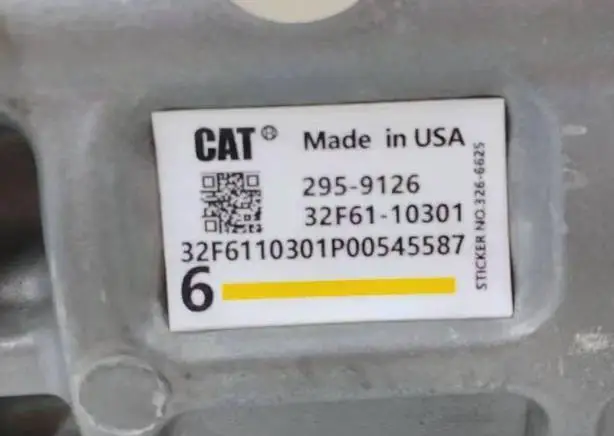 CAT® Made in USA
295-9126
32F61-10301
32F6110301P00545587
6
STICKER NO.326-6625